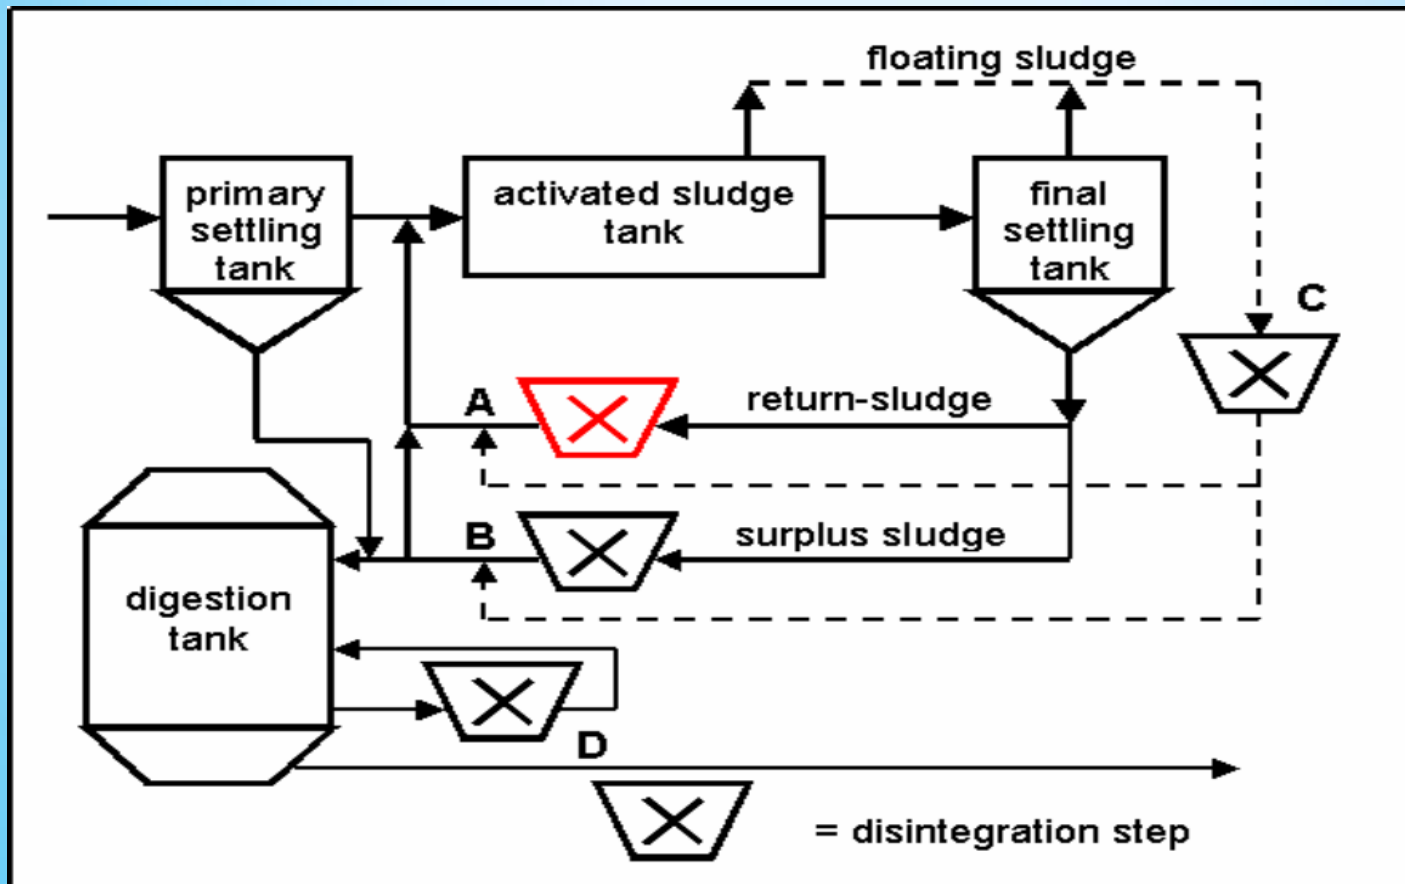 floating sludge
primary
settling
tank
activated sludge
tank
final
settling
tank
C
A
return-sludge
B
surplus sludge
digestion
tank
D
= disintegration step